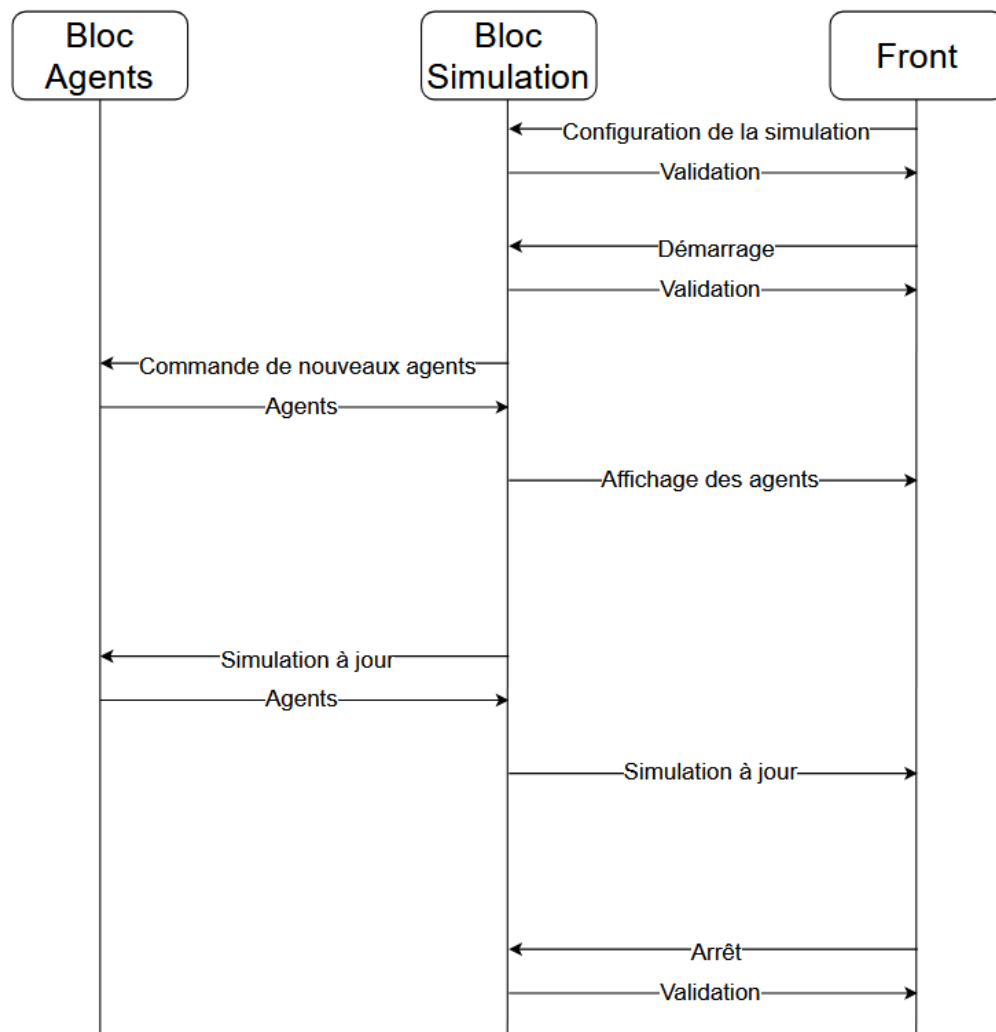 Bloc
Agents
Bloc
Simulation
Front
Configuration de la simulation
Validation
Démarrage
Validation
Commande de nouveaux agents
Agents
Affichage des agents
Simulation à jour
Agents
Simulation à jour
Arrêt
Validation